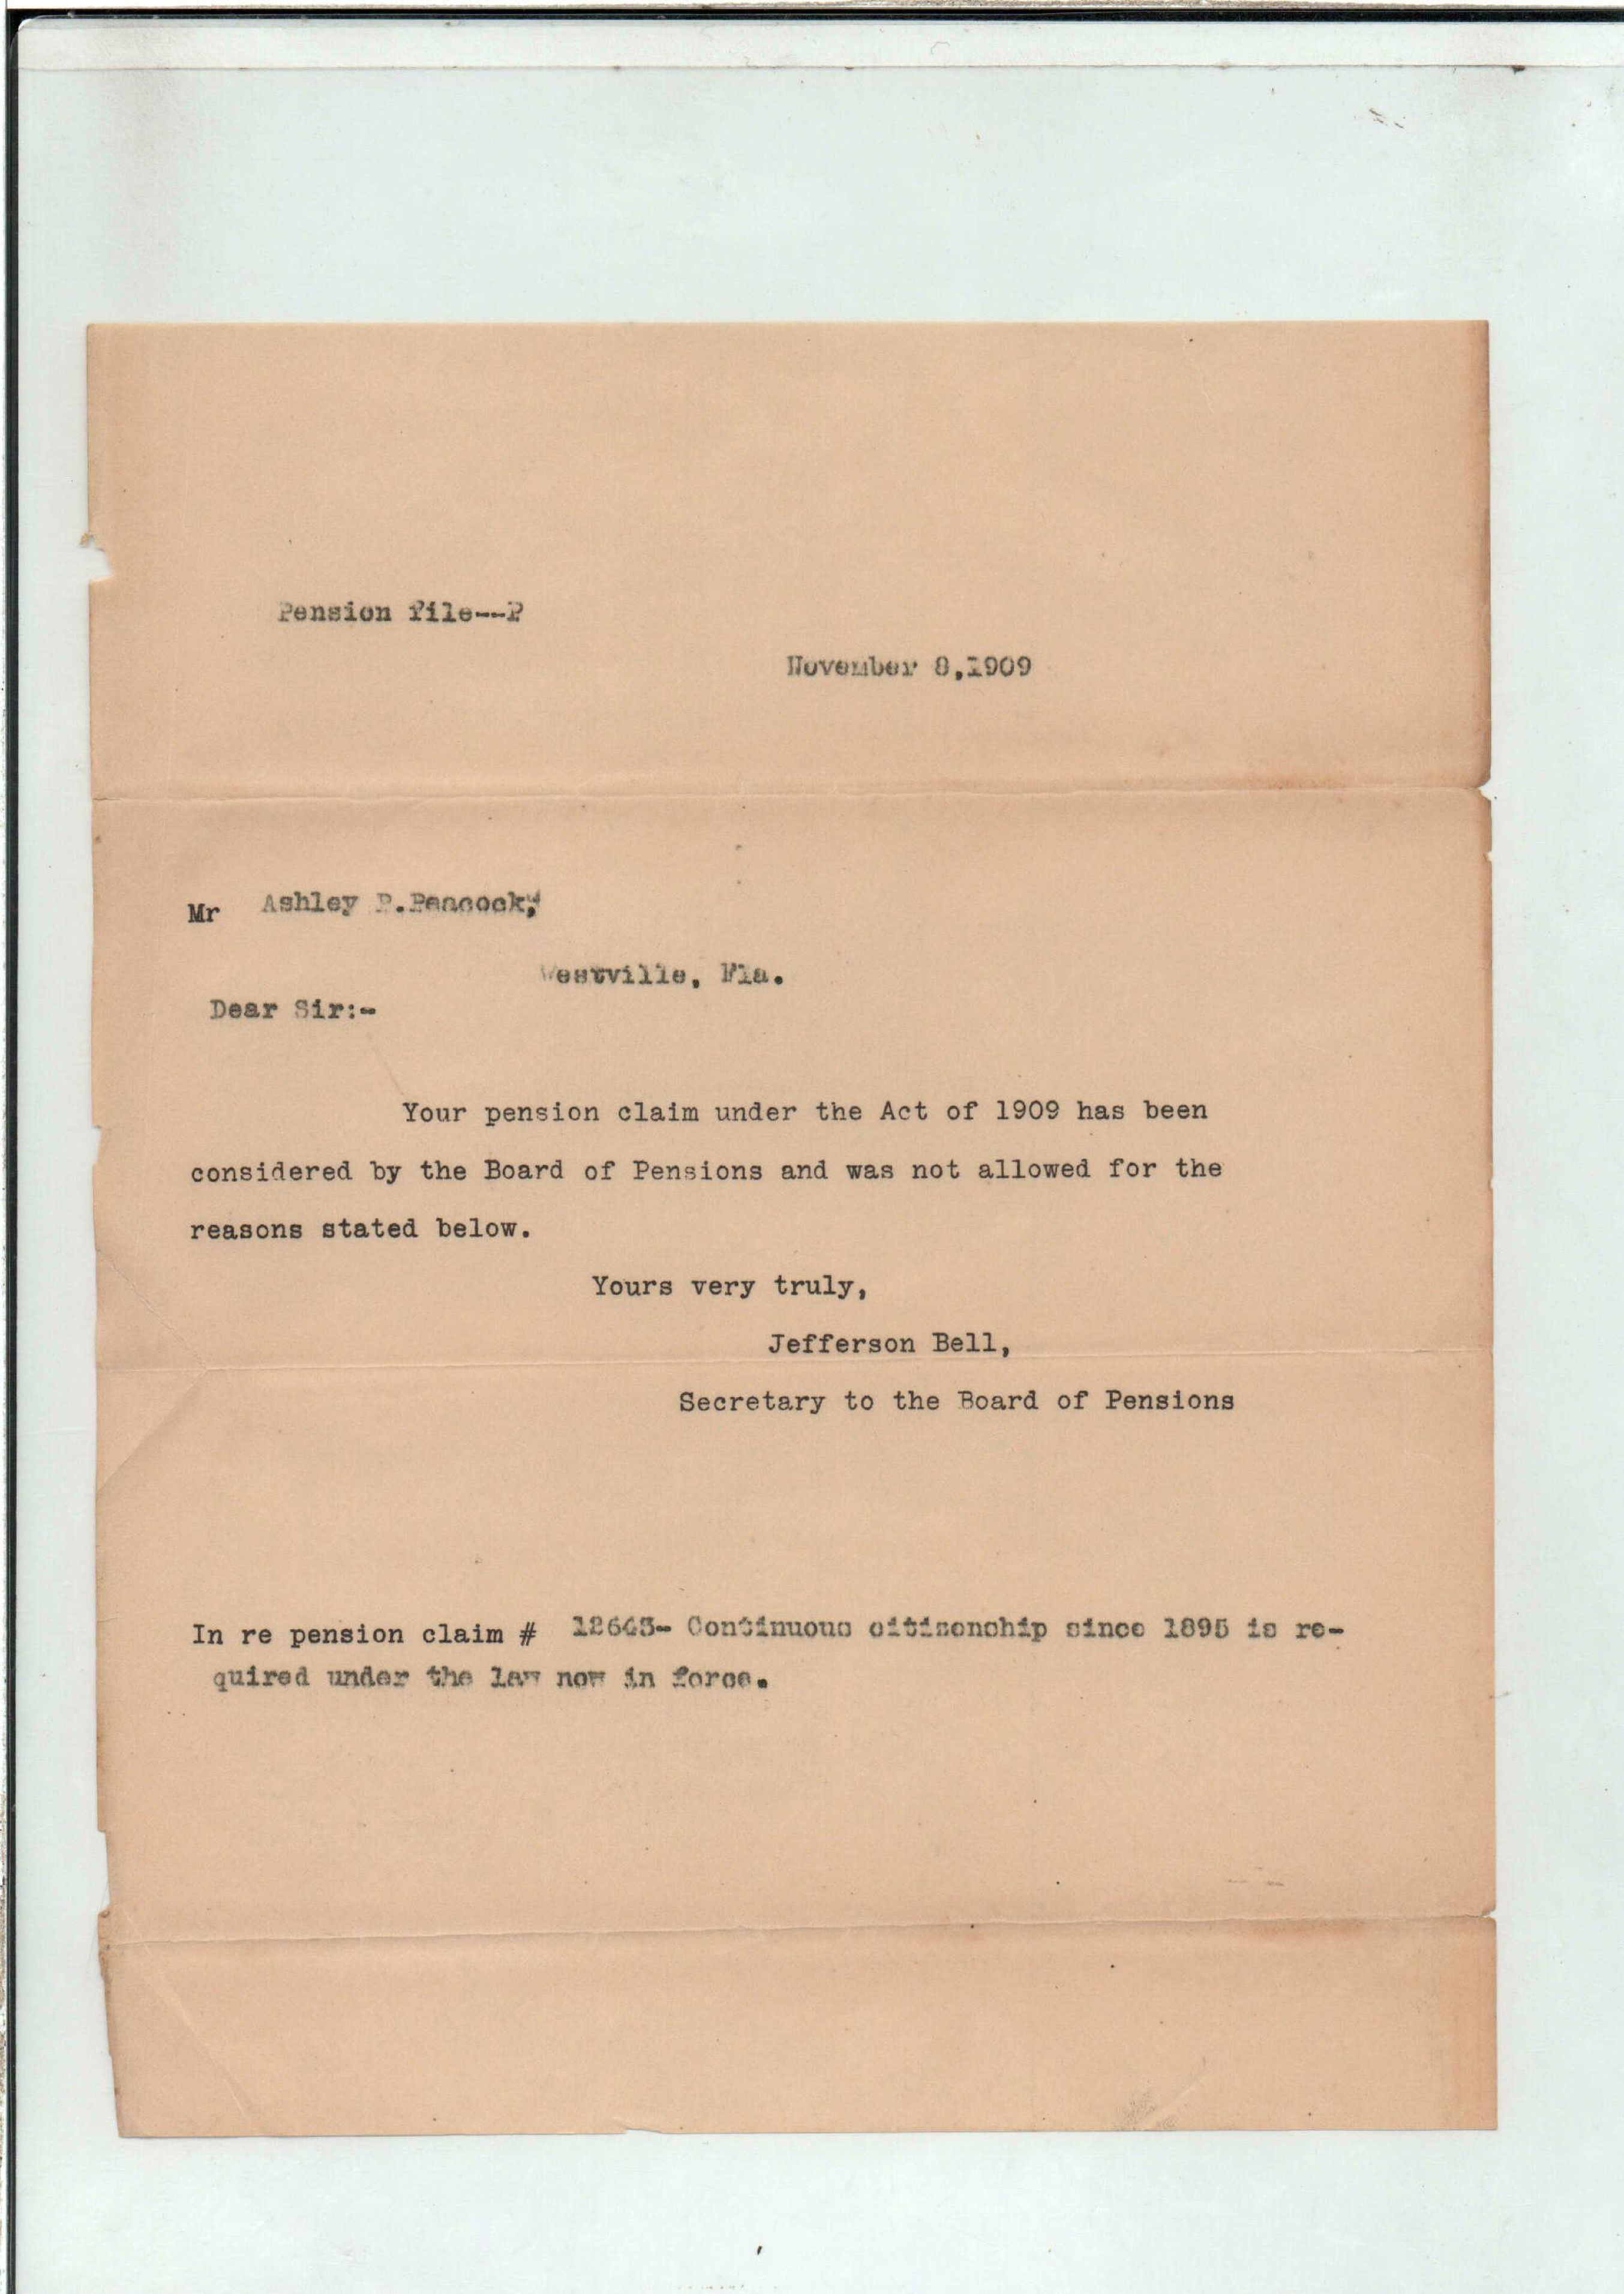 Pension file--P
November 8,1909
Mr Ashley P.Peacock,
Westville, Fla.
Dear Sir:-
Your pension claim under the Act of 1909 has been
considered by the Board of Pensions and was not allowed for the
reasons stated below.
Yours very truly,
Jefferson Bell,
Secretary to the Board of Pensions
In re pension claim # 12643- Continuous citizenship since 1895 is re-
quired under the law now in force.